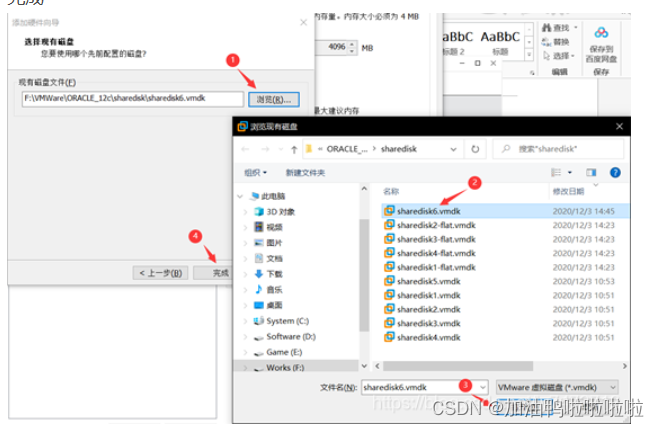 完成
添加硬件向导
内存量。内存大小必须为 4 MB
选择现有磁盘
您要使用哪个先前配置的磁盘?
4096 MB
现有磁盘文件(F)
F:\VMWare\ORACLE_12c\sharedsk\sharedisk6.vmdk
浏览(R)...
1
最大建议内存
aBbC AaBbC
标题 2 标题
查找
替换
选择
编辑
保存到
百度网盘
保存
浏览现有磁盘
« ORACLE_... › sharedisk
搜索"sharedisk"
组织 新建文件夹
此电脑
3D 对象
视频
图片
文档
下载
音乐
桌面
System (C:)
Software (D:)
Game (E:)
Works (F:)
名称 修改日期
2
sharedisk6.vmdk 2020/12/3 14:45
sharedisk2-flat.vmdk 2020/12/3 14:23
sharedisk3-flat.vmdk 2020/12/3 14:23
sharedisk4-flat.vmdk 2020/12/3 14:23
sharedisk1-flat.vmdk 2020/12/3 14:23
sharedisk5.vmdk 2020/12/3 10:53
sharedisk1.vmdk 2020/12/3 10:51
sharedisk2.vmdk 2020/12/3 10:51
sharedisk3.vmdk 2020/12/3 10:51
sharedisk4.vmdk 2020/12/3 10:51
4
< 上一步(B) 完成
文件名(N): sharedisk6.vmdk VMware 虚拟磁盘 (*.vmdk)
3
CSDN @加油鸭啦啦啦啦